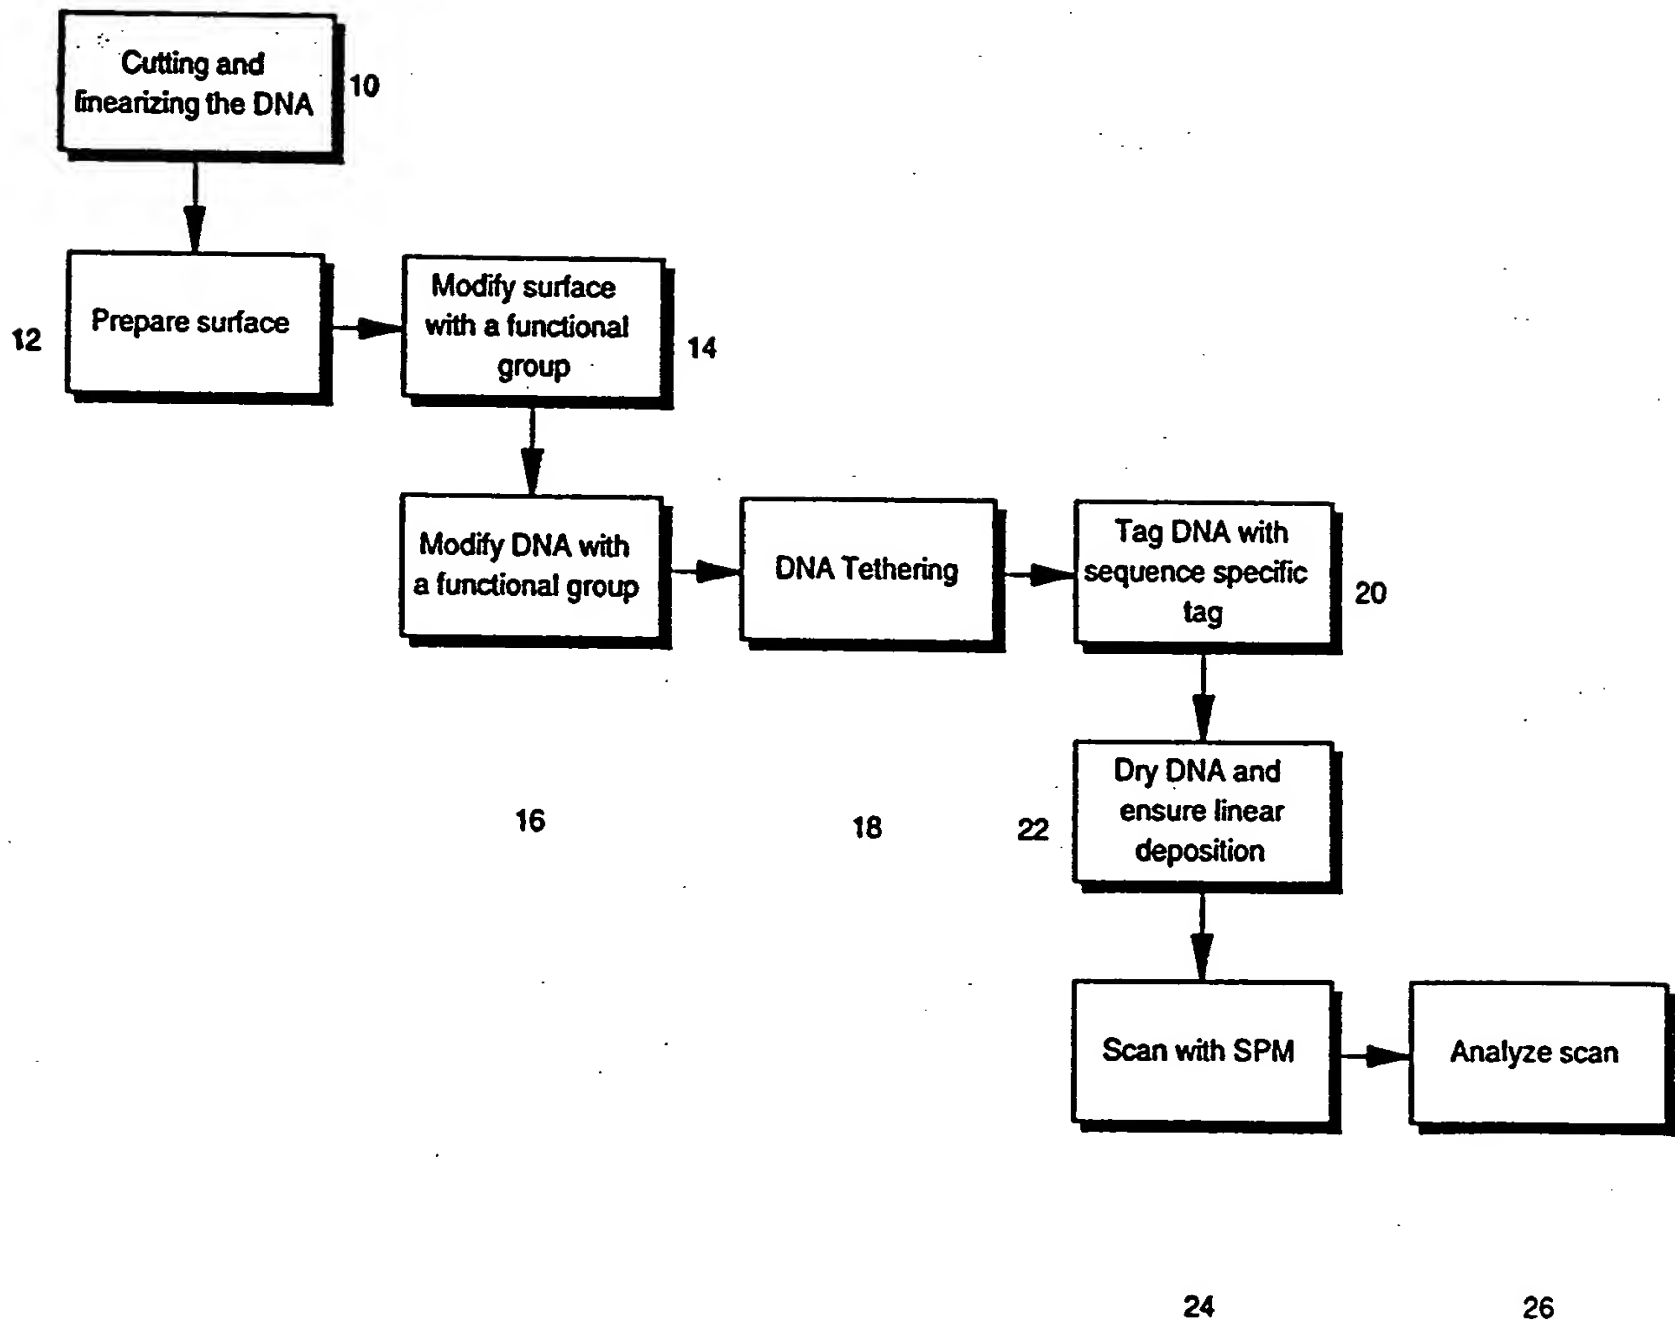 Cutting and
linearizing the DNA
10
12
Prepare surface
Modify surface
with a functional
group
14
Modify DNA with
a functional group
DNA Tethering
Tag DNA with
sequence specific
tag
20
16
18
22
Dry DNA and
ensure linear
deposition
Scan with SPM
Analyze scan
24
26